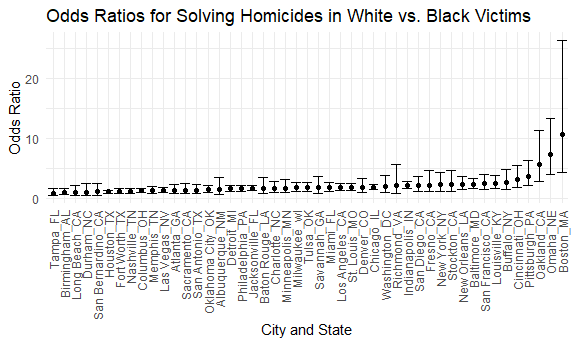 Odds Ratios for Solving Homicides in White vs. Black Victims
Odds Ratio
20
10
0
Tampa_FL
Birmingham_AL
Long Beach_CA
Durham_NC
San Bernardino_CA
Houston_TX
Fort Worth_TX
Nashville_TN
Columbus_OH
Memphis_TN
Las Vegas_NV
Atlanta_GA
Sacramento_CA
San Antonio_TX
Oklahoma City_OK
Albuquerque_NM
Detroit_MI
Philadelphia_PA
Jacksonville_FL
Baton Rouge_LA
Charlotte_NC
Minneapolis_MN
Milwaukee_wI
Tulsa_OK
Savannah_GA
Miami_FL
Los Angeles_CA
St. Louis_MO
Denver_CO
Chicago_IL
Washington_DC
Richmond_VA
Indianapolis_IN
San Diego_CA
Fresno_CA
New York_NY
Stockton_CA
New Orleans_LA
Baltimore_MD
San Francisco_CA
Louisville_KY
Buffalo_NY
Cincinnati_OH
Pittsburgh_PA
Oakland_CA
Omaha_NE
Boston_MA
City and State